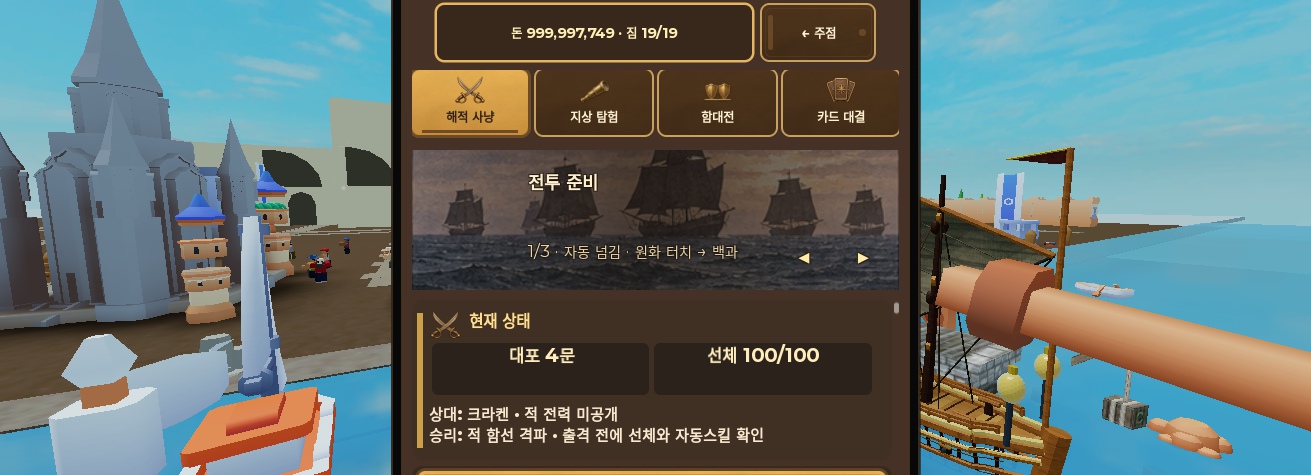 돈 999,997,749 · 짐 19/19
← 주점
해적 사냥
지상 탐험
함대전
카드 대결
전투 준비
1/3 · 자동 넘김 · 원화 터치 → 백과
◀ ▶
현재 상태
대포 4문
선체 100/100
상대: 크라켄 • 적 전력 미공개
승리: 적 함선 격파 • 출격 전에 선체와 자동스킬 확인